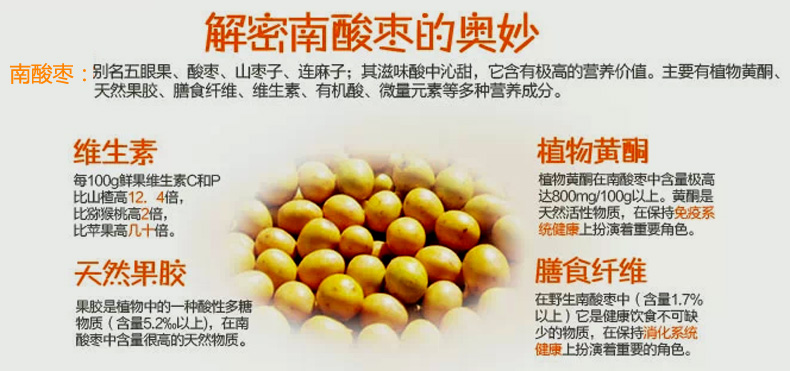 解密南酸枣的奥妙
南酸枣：别名五眼果、酸枣、山枣子、连麻子；其滋味酸中沁甜，它含有极高的营养价值。主要有植物黄酮、
天然果胶、膳食纤维、维生素、有机酸、微量元素等多种营养成分。
维生素
每100g鲜果维生素C和P
比山楂高12．4倍，
比猕猴桃高2倍，
比苹果高几十倍。
植物黄酮
植物黄酮在南酸枣中含量极高
达800mg/100g以上。黄酮是
天然活性物质，在保持免疫系
统健康上扮演着重要角色。
天然果胶
果胶是植物中的一种酸性多糖
物质（含量5.2‰以上），在南
酸枣中含量很高的天然物质。
膳食纤维
在野生南酸枣中（含量1.7%
以上）它是健康饮食不可缺
少的物质，在保持消化系统
健康上扮演着重要的角色。